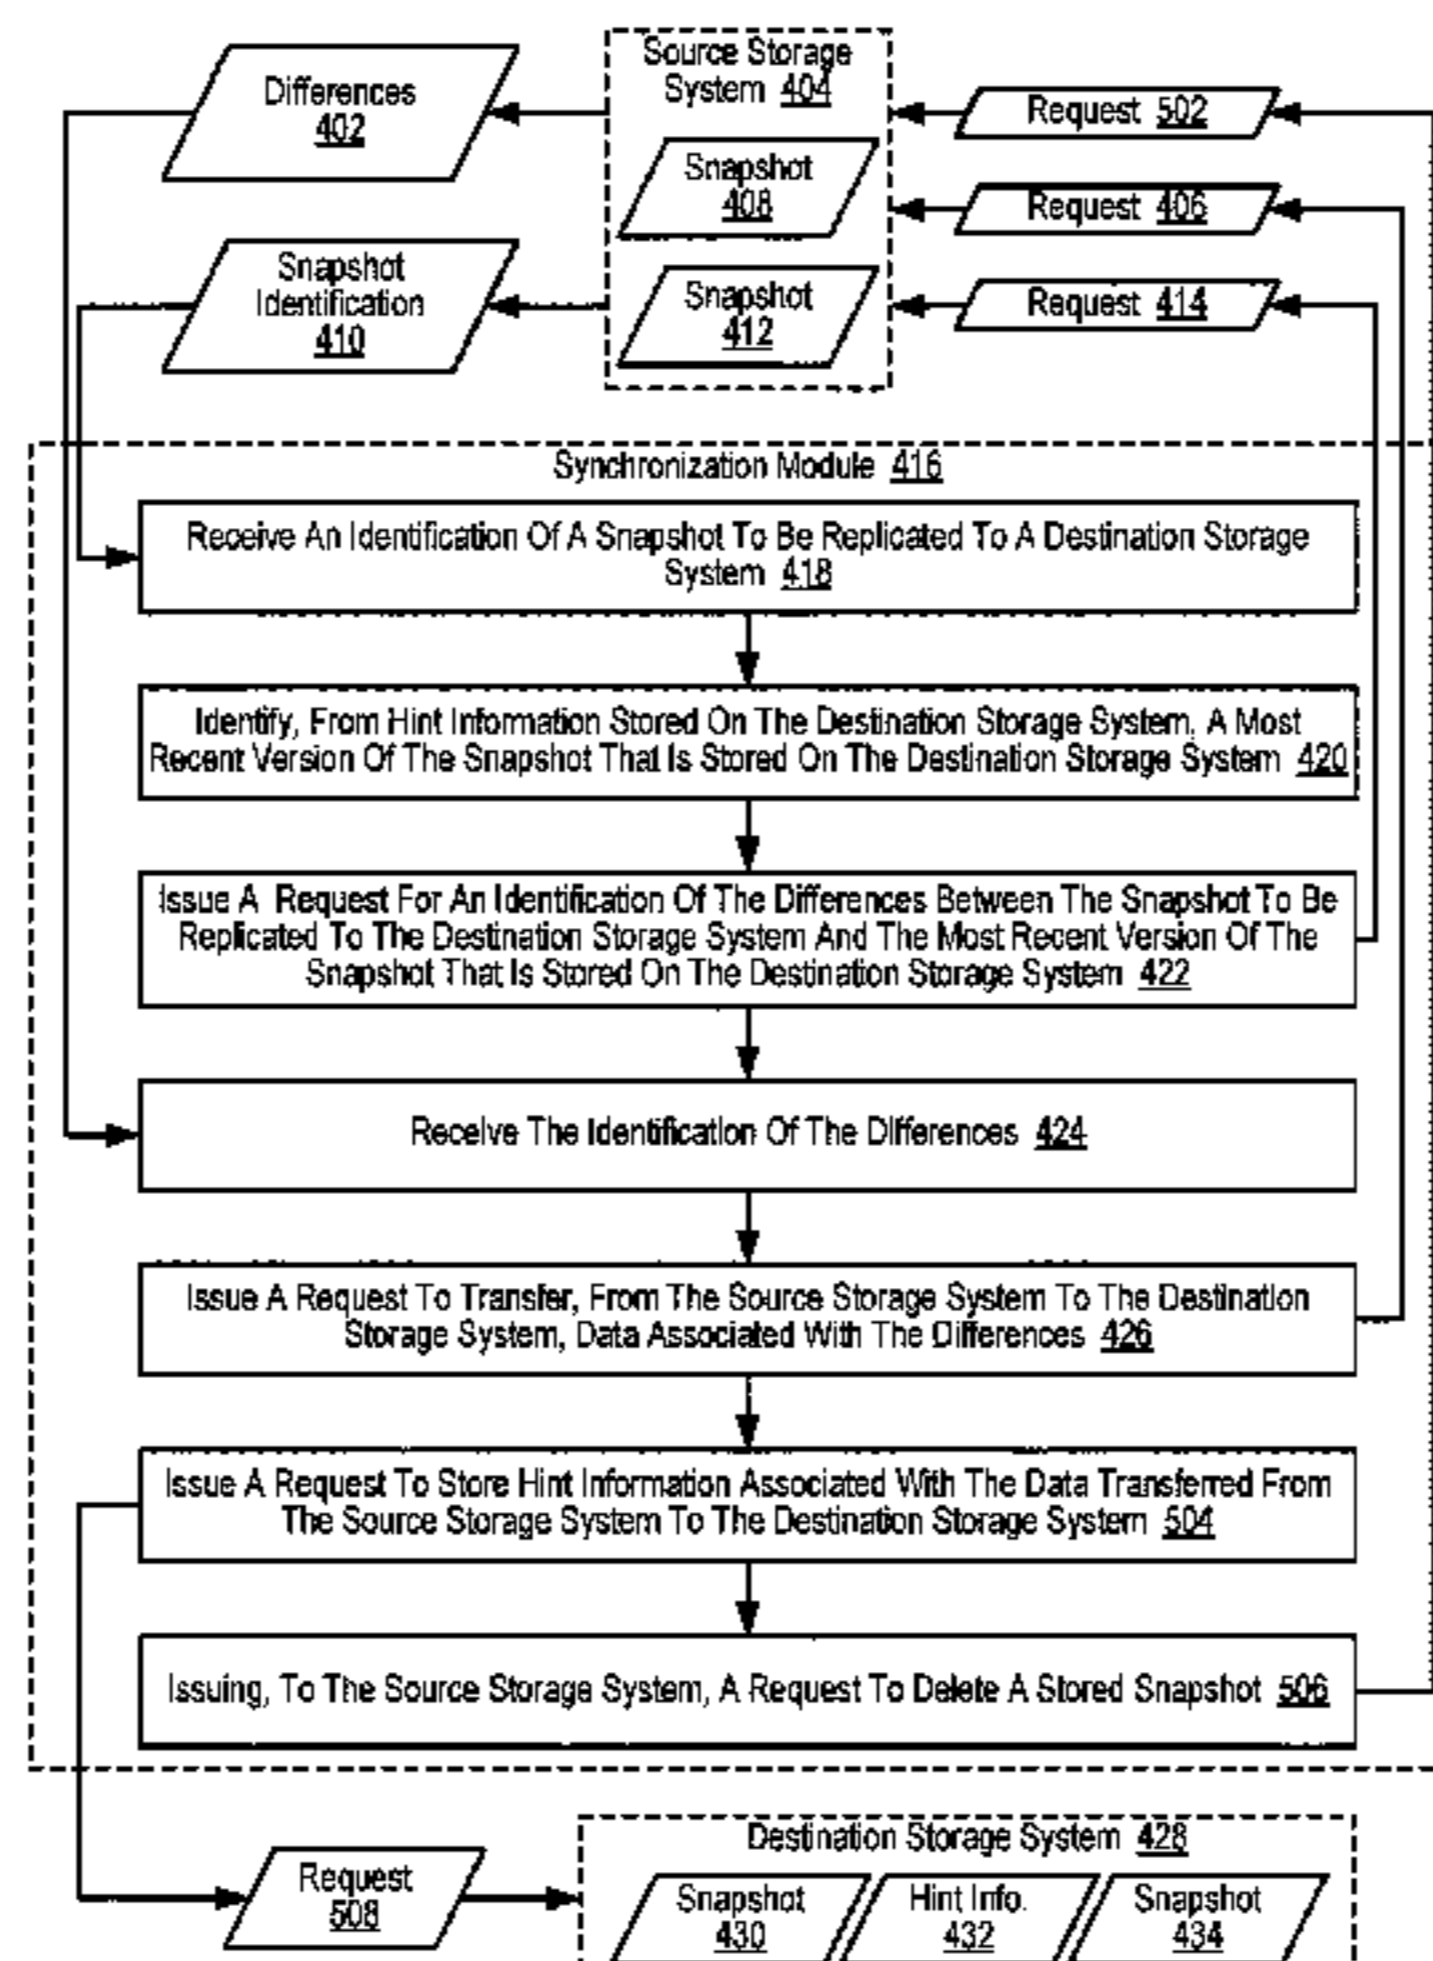 Differences
402
Source Storage
System 404
Request 502
Snapshot
408
Request 406
Snapshot
Identification
410
Snapshot
412
Request 414
Synchronization Module 416
Receive An Identification Of A Snapshot To Be Replicated To A Destination Storage
System 418
Identify, From Hint Information Stored On The Destination Storage System, A Most
Recent Version Of The Snapshot That Is Stored On The Destination Storage System 420
Issue A Request For An Identification Of The Differences Between The Snapshot To Be
Replicated To The Destination Storage System And The Most Recent Version Of The
Snapshot That Is Stored On The Destination Storage System 422
Receive The Identification Of The Differences 424
Issue A Request To Transfer, From The Source Storage System To The Destination
Storage System, Data Associated With The Differences 426
Issue A Request To Store Hint Information Associated With The Data Transferred From
The Source Storage System To The Destination Storage System 504
Issuing, To The Source Storage System, A Request To Delete A Stored Snapshot 506
Request
508
Destination Storage System 428
Snapshot
430
Hint Info.
432
Snapshot
434